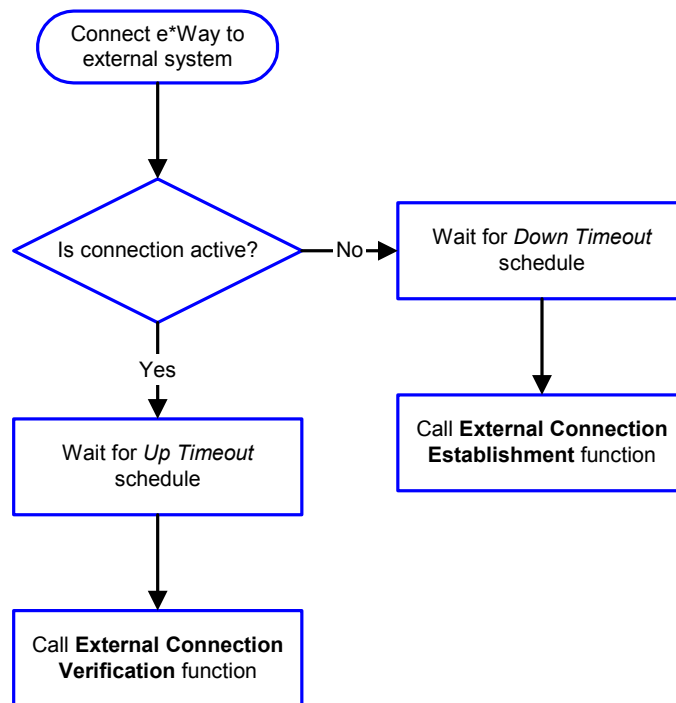 Connect e*Way to
external system
Is connection active?
No
Wait for Down Timeout
schedule
Call External Connection
Establishment function
Yes
Wait for Up Timeout
schedule
Call External Connection
Verification function